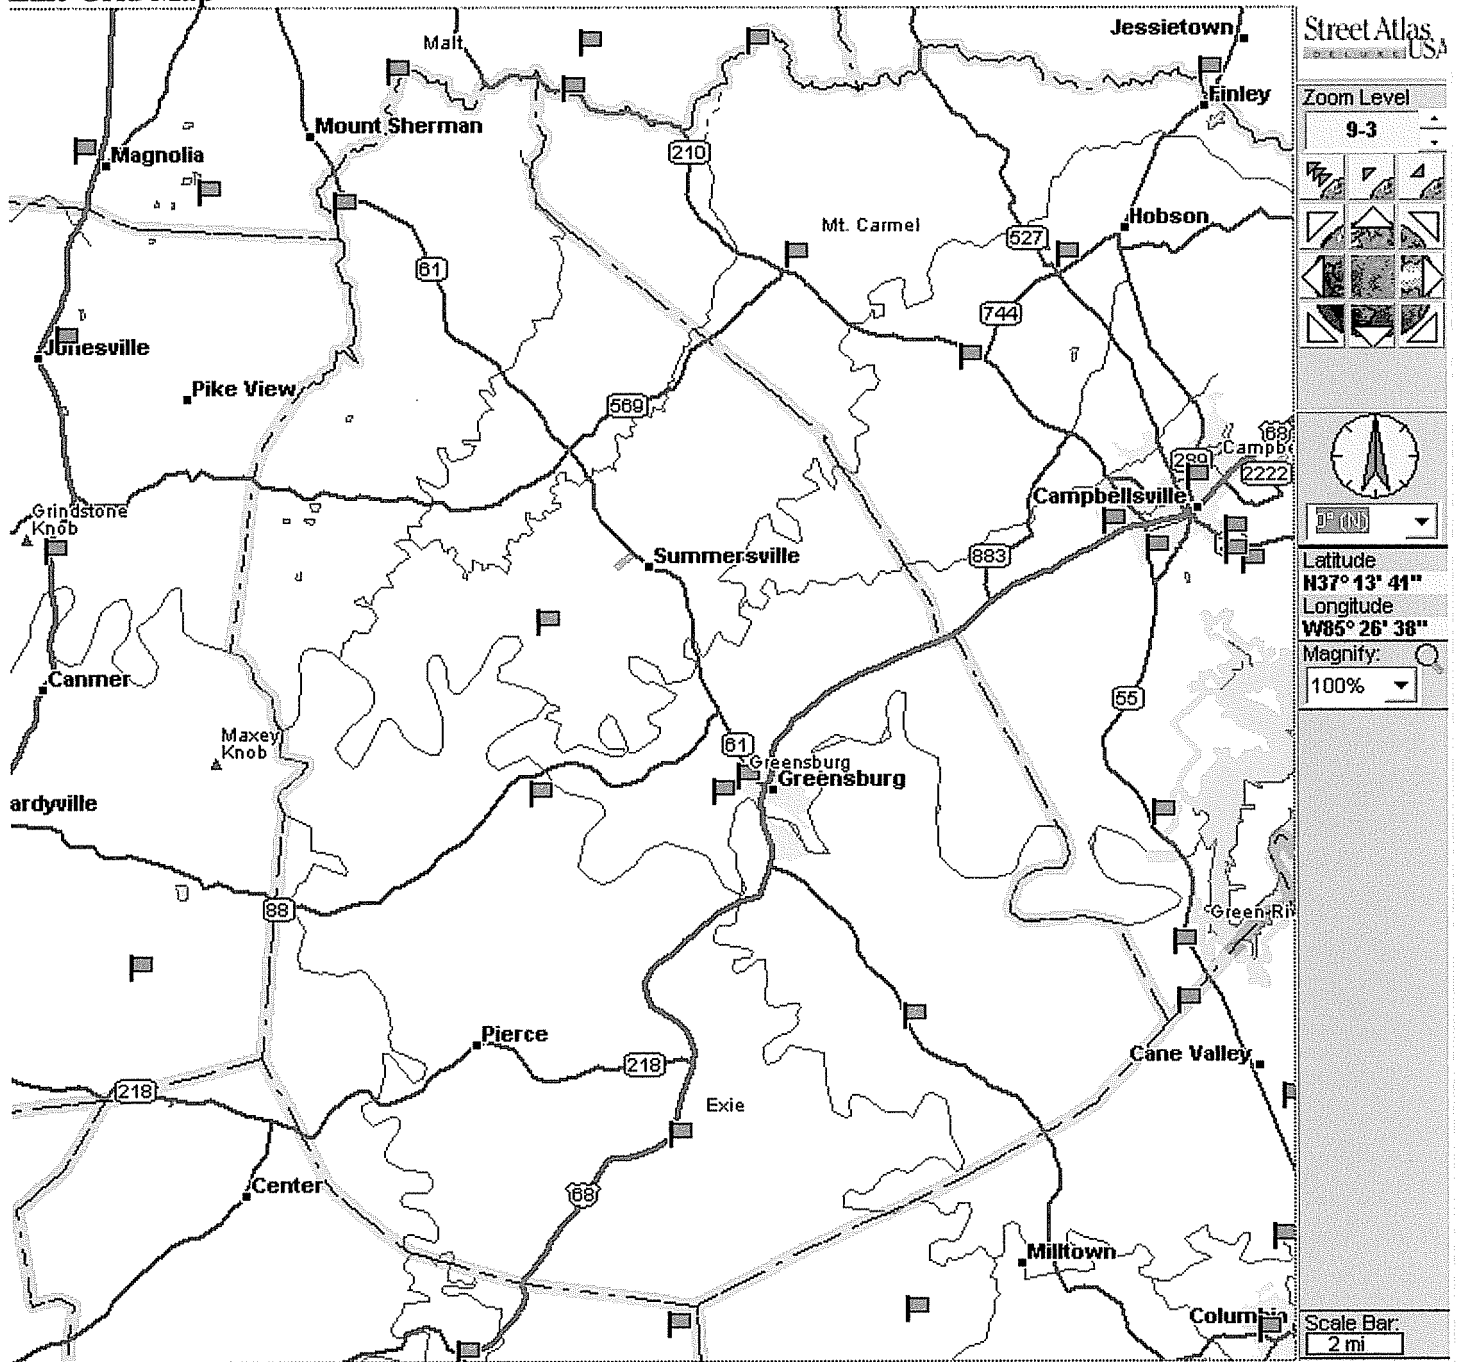 Jessietown
Street Atlas
DELUXE USA
Malt
Finley
Zoom Level
9-3
Mount Sherman
Magnolia
210
Hobson
Mt. Carmel
527
61
744
Jonesville
Pike View
569
68
Campbe
289
2222
Campbellsville
Grindstone
Knob
0° (N)
Summersville
883
Latitude
N37° 13' 41"
Longitude
W85° 26' 38"
Magnify:
100%
Canmer
55
Maxey
Knob
61
Greensburg
Greensburg
ardyville
88
Green-Ri
Pierce
218
Cane Valley
218
Exie
Center
68
Milltown
Columbia
Scale Bar:
2 mi